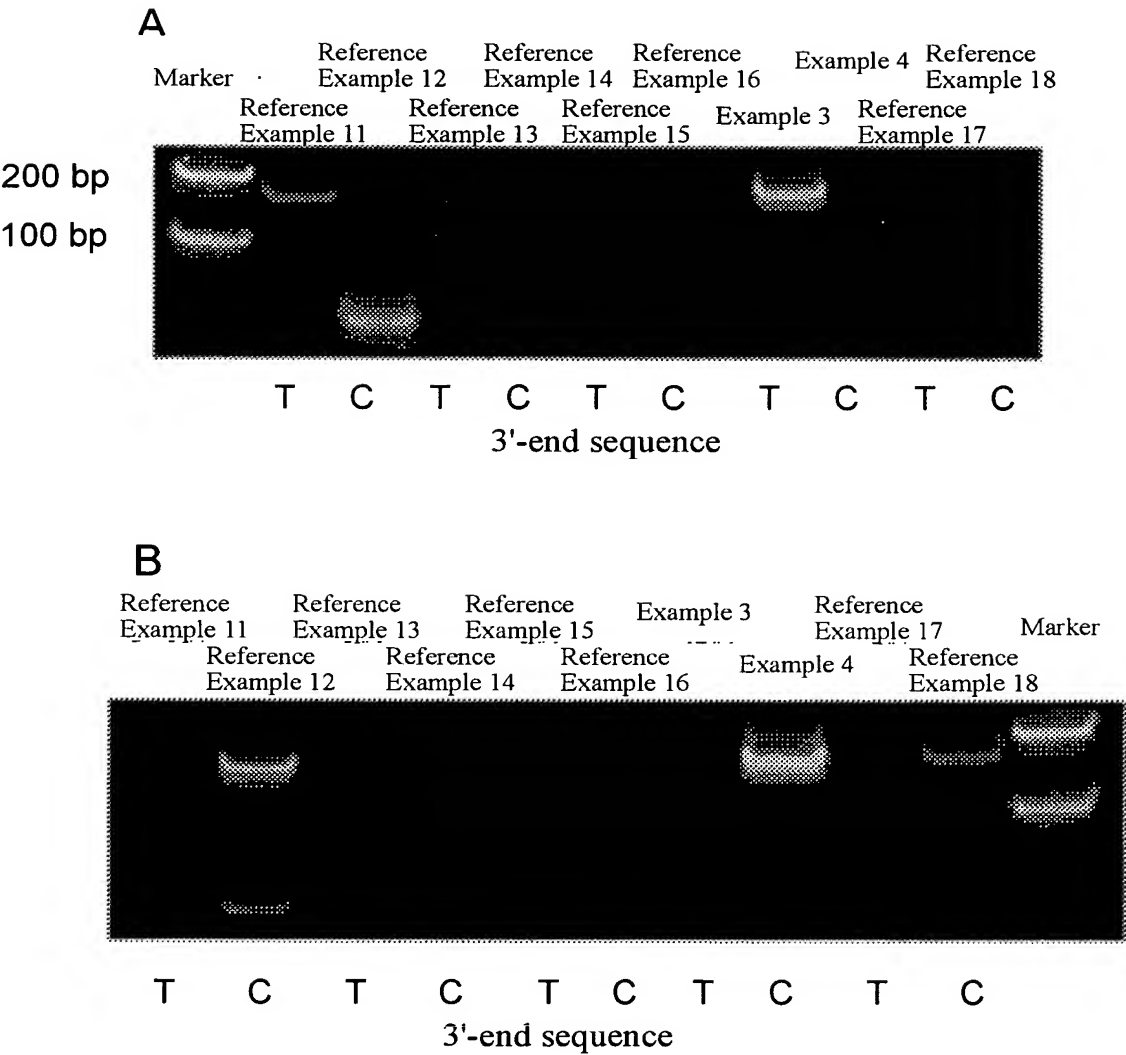 A
Reference Reference Reference Example 4 Reference
Marker Example 12 Example 14 Example 16 Example 18
Reference Reference Reference Example 3 Reference
Example 11 Example 13 Example 15 Example 17
200 bp
100 bp
T C T C T C T C T C
3'-end sequence
B
Reference Reference Reference Example 3 Reference
Example 11 Example 13 Example 15 Example 17 Marker
Reference Reference Reference Example 4 Reference
Example 12 Example 14 Example 16 Example 18
T C T C T C T C T C
3'-end sequence